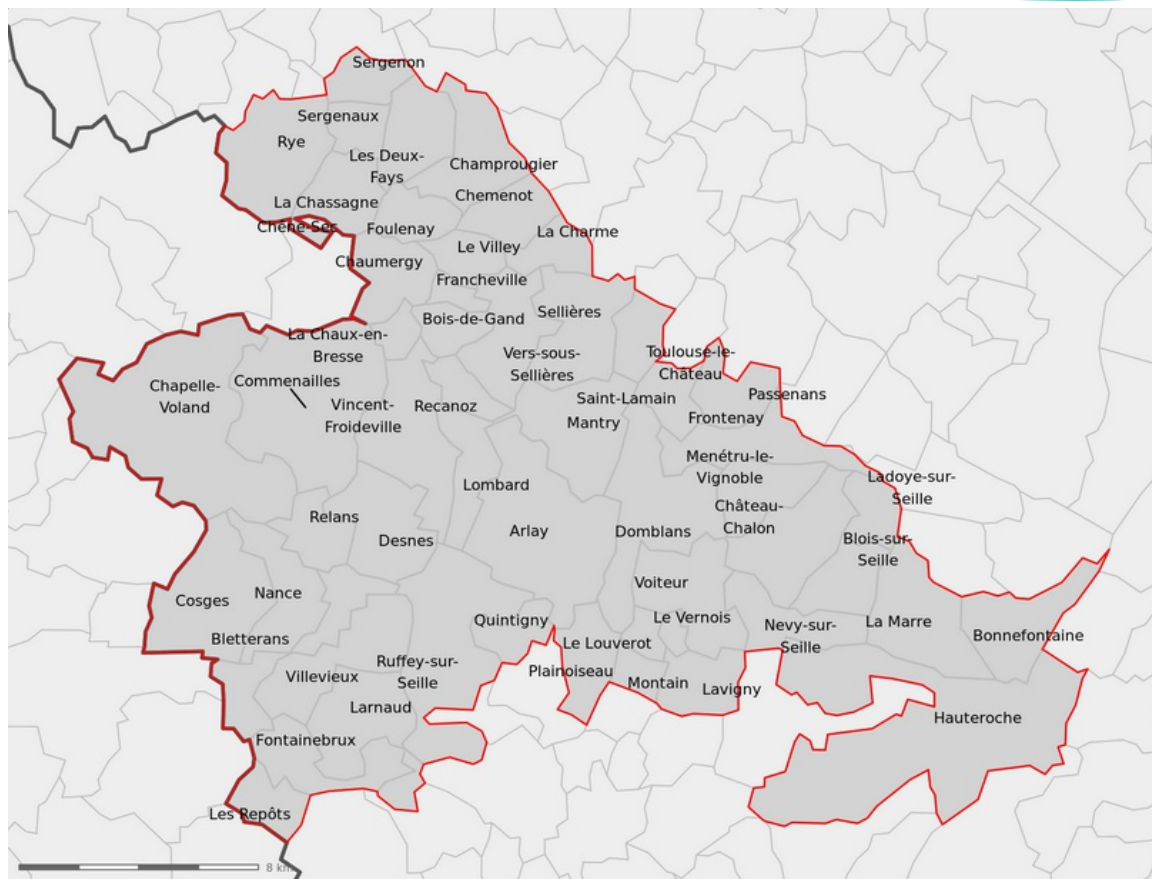 Sergenon
Sergenaux
Rye
Les Deux-
Fays
Champrougier
Chemenot
La Chassagne
Chêne-Sec
Foulenay
La Charme
Le Villey
Chaumergy
Francheville
Bois-de-Gand
Sellières
La Chaux-en-
Bresse
Vers-sous-
Sellières
Toulouse-le-
Château
Commenailles
Chapelle-
Voland
Passenans
Saint-Lamain
Vincent-
Froideville
Recanoz
Mantry
Frontenay
Menétru-le-
Vignoble
Ladoye-sur-
Seille
Lombard
Château-
Chalon
Relans
Desnes
Arlay
Domblans
Blois-sur-
Seille
Voiteur
Nance
Cosges
Quintigny
Le Vernois
Nevy-sur-
Seille
La Marre
Bonnefontaine
Bletterans
Le Louverot
Ruffey-sur-
Seille
Villevieux
Plainoiseau
Montain
Lavigny
Larnaud
Hauteroche
Fontainebrux
Les Repôts
8 km